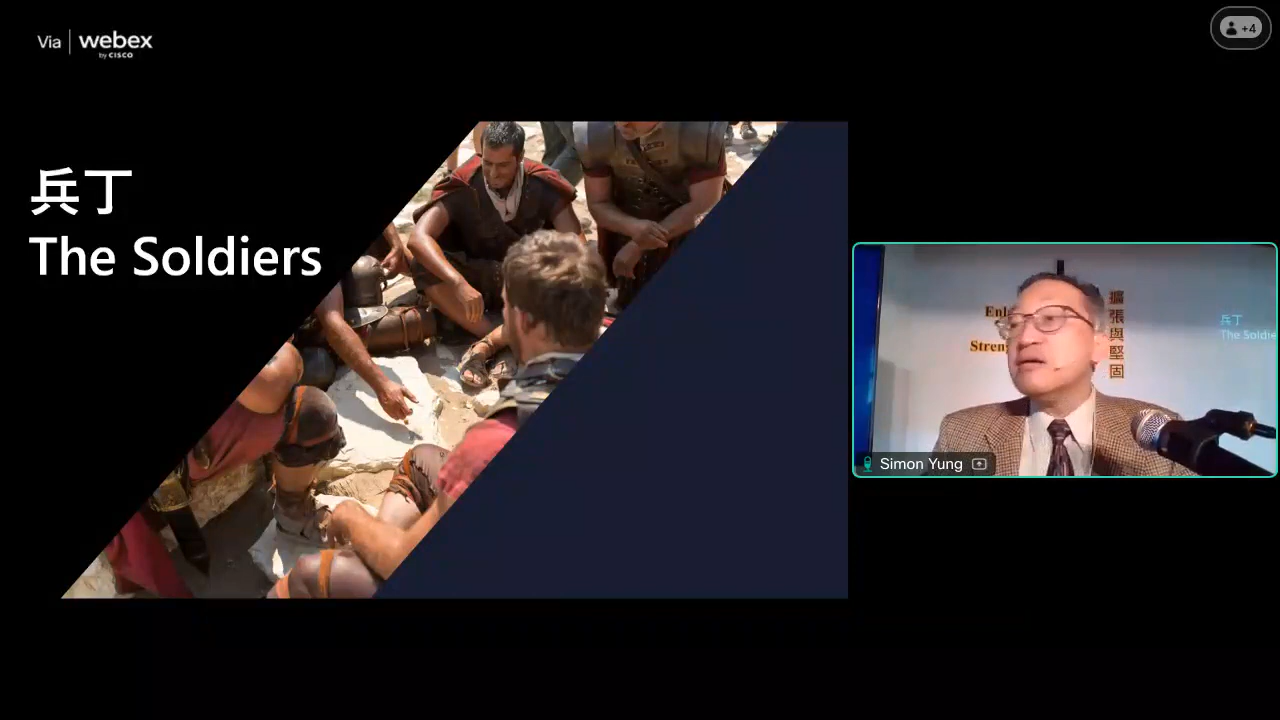 Via | webex
by CISCO
+4
兵丁
The Soldiers
擴張與堅固
兵丁
The Soldie
Simon Yung